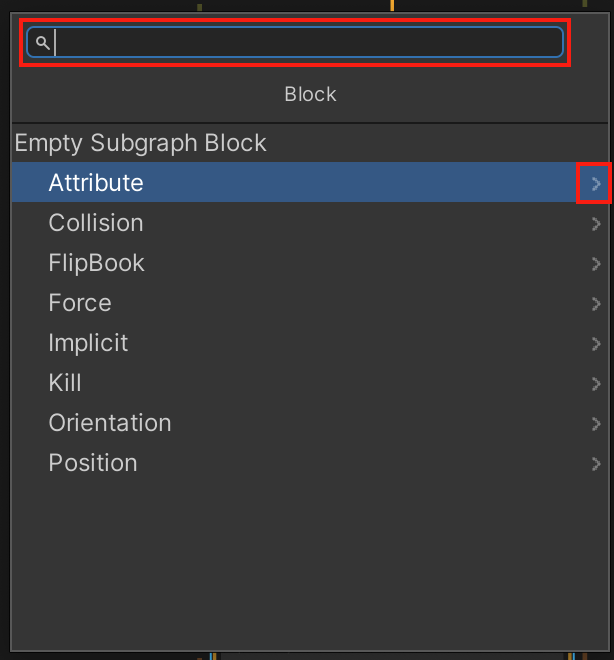 Block
Empty Subgraph Block
Attribute
Collision
FlipBook
Force
Implicit
Kill
Orientation
Position